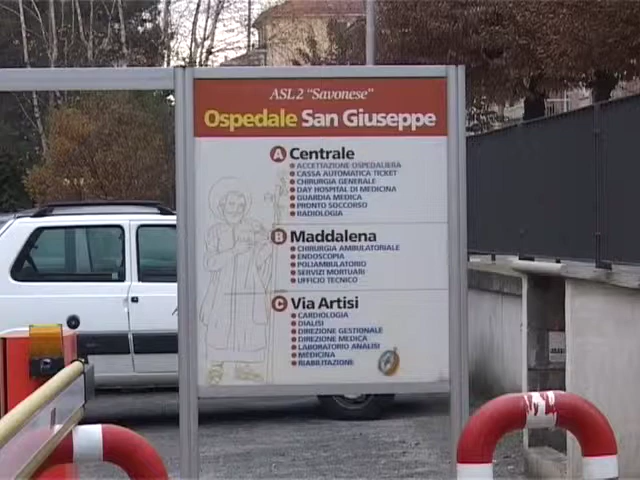 ASL 2 "Savonese"
Ospedale San Giuseppe
A Centrale
ACCETTAZIONE OSPEDALIERA
CASSA AUTOMATICA TICKET
CHIRURGIA GENERALE
DAY HOSPITAL DI MEDICINA
GUARDIA MEDICA
PRONTO SOCCORSO
RADIOLOGIA
B Maddalena
CHIRURGIA AMBULATORIALE
ENDOSCOPIA
POLIAMBULATORIO
SERVIZI MORTUARI
UFFICIO TECNICO
C Via Artisi
CARDIOLOGIA
DIALISI
DIREZIONE GESTIONALE
DIREZIONE MEDICA
LABORATORIO ANALISI
MEDICINA
RIABILITAZIONE